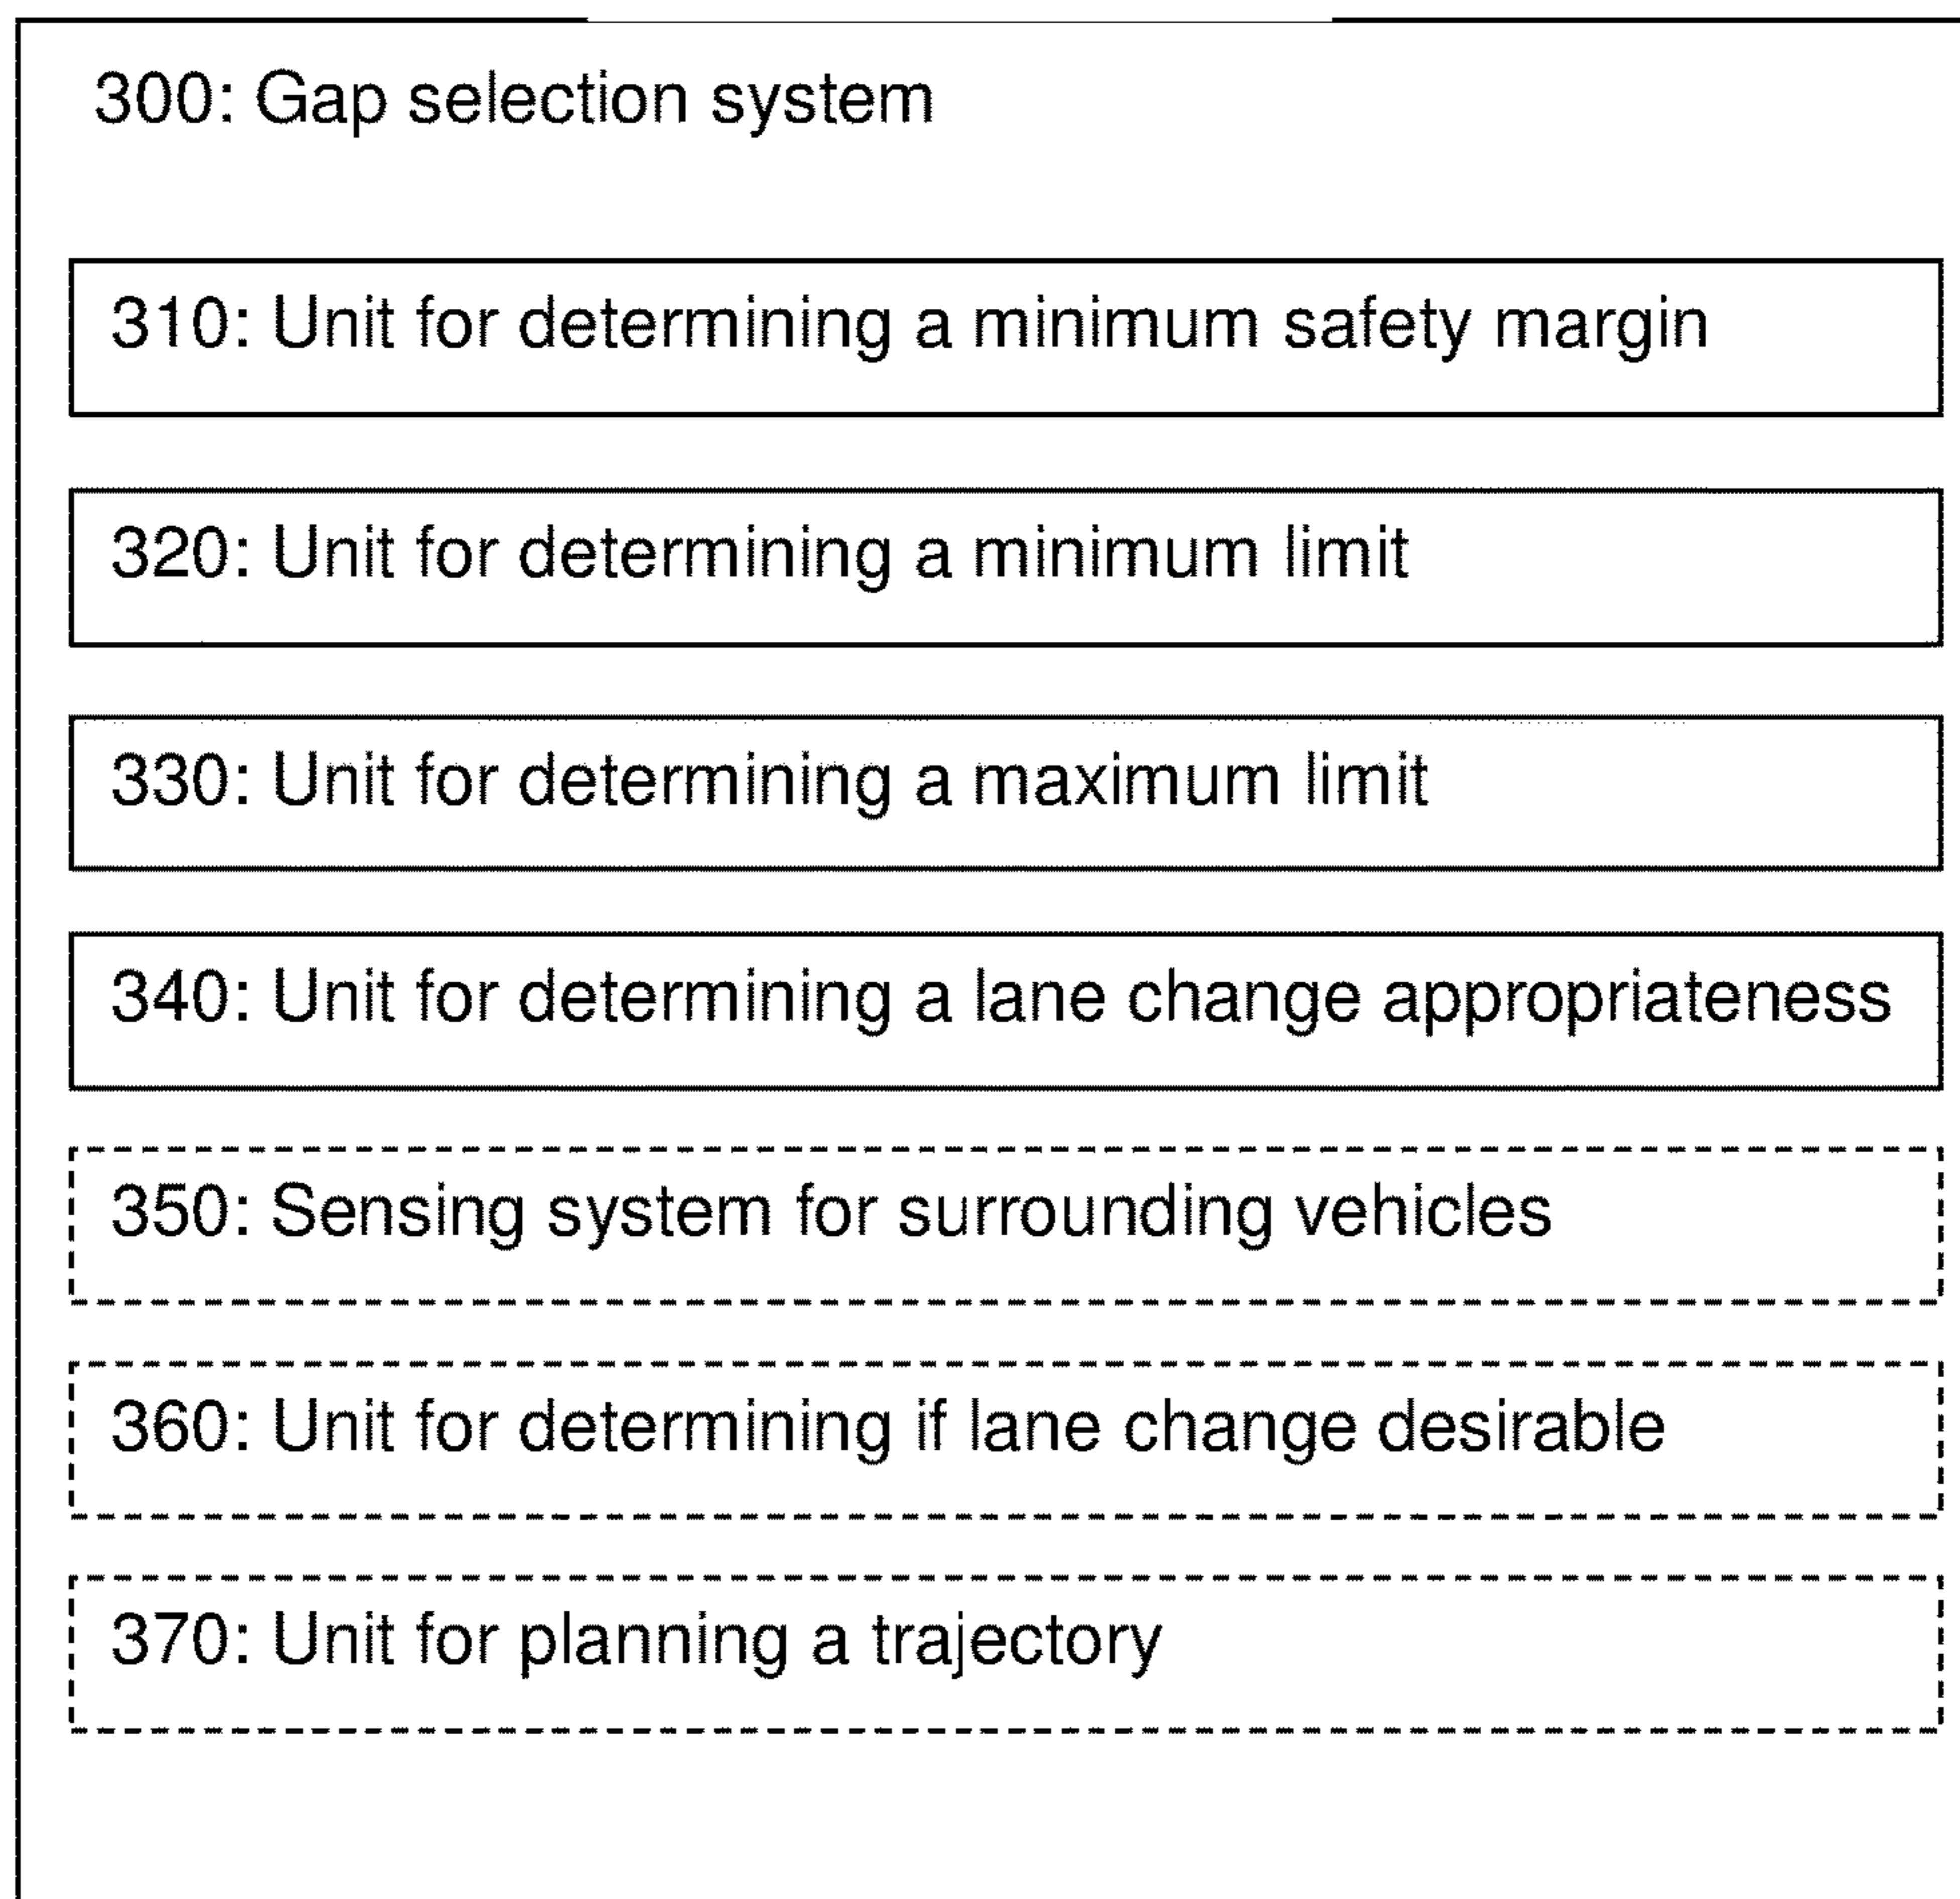 300: Gap selection system
310: Unit for determining a minimum safety margin
320: Unit for determining a minimum limit
330: Unit for determining a maximum limit
340: Unit for determining a lane change appropriateness
350: Sensing system for surrounding vehicles
360: Unit for determining if lane change desirable
370: Unit for planning a trajectory